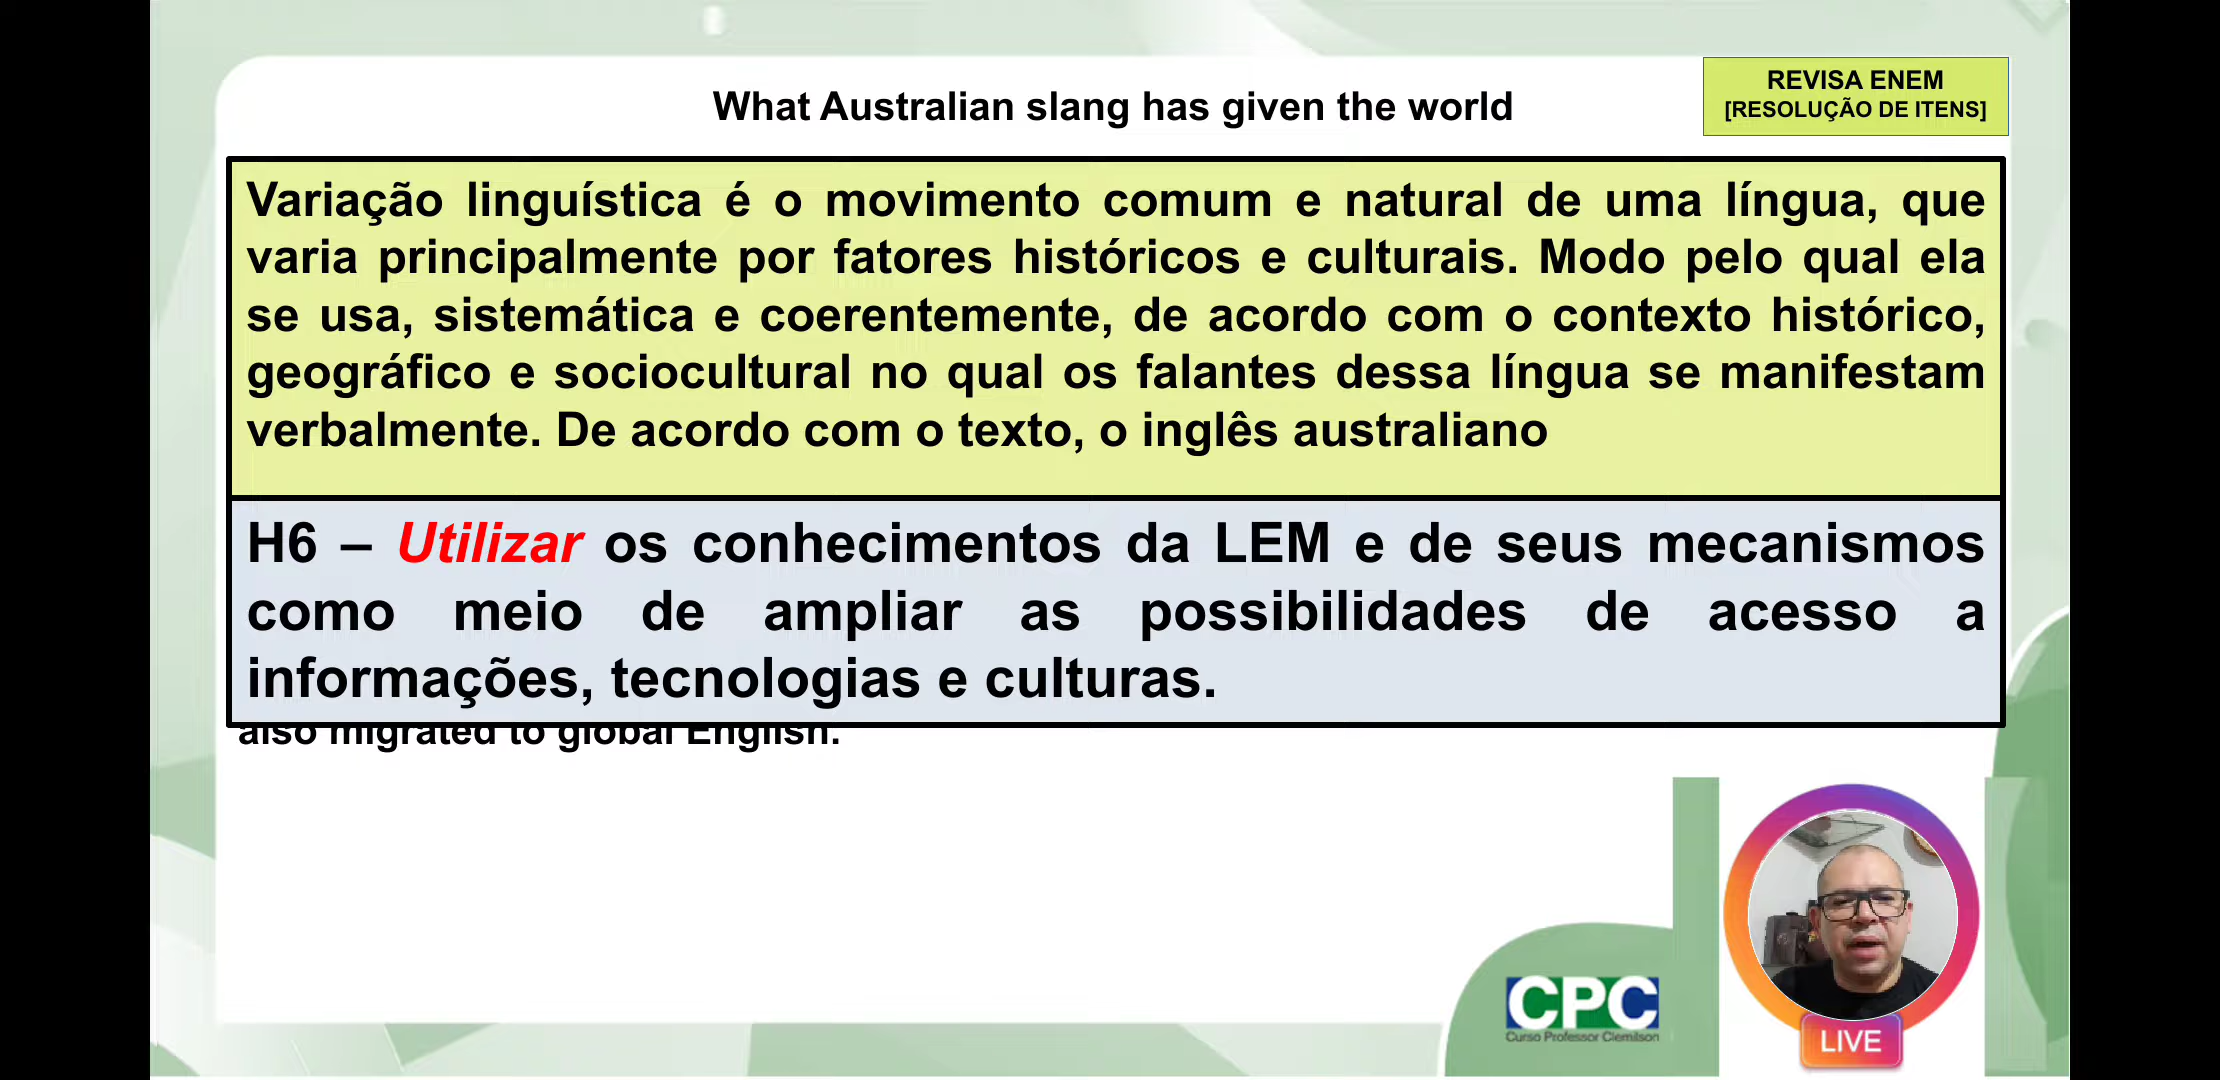 What Australian slang has given the world
REVISA ENEM
[RESOLUÇÃO DE ITENS]
Variação linguística é o movimento comum e natural de uma língua, que
varia principalmente por fatores históricos e culturais. Modo pelo qual ela
se usa, sistemática e coerentemente, de acordo com o contexto histórico,
geográfico e sociocultural no qual os falantes dessa língua se manifestam
verbalmente. De acordo com o texto, o inglês australiano
H6 – Utilizar os conhecimentos da LEM e de seus mecanismos
como meio de ampliar as possibilidades de acesso a
informações, tecnologias e culturas.
also migrated to global English.
CPC
Curso Professor Clemilson
LIVE